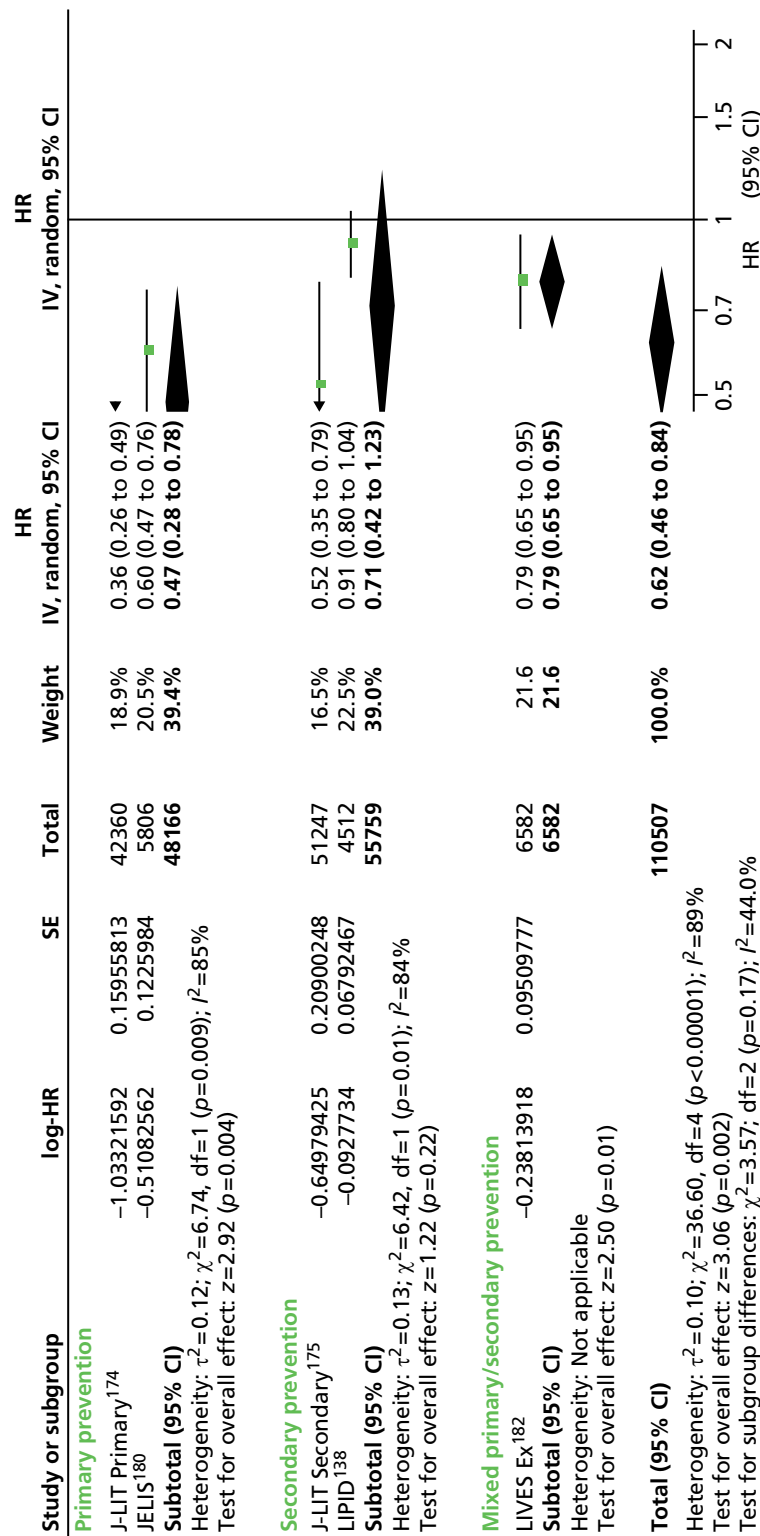 Study or subgroup log-HR SE Total Weight HR IV, random, 95% CI HR IV, random, 95% CI
Primary prevention
J-LIT Primary174 −1.03321592 0.15955813 42360 18.9% 0.36 (0.26 to 0.49)
JELIS180 −0.51082562 0.1225984 5806 20.5% 0.60 (0.47 to 0.76)
Subtotal (95% CI) 48166 39.4% 0.47 (0.28 to 0.78)
Heterogeneity: τ2=0.12; χ2=6.74, df=1 (p=0.009); I2=85%
Test for overall effect: z=2.92 (p=0.004)
Secondary prevention
J-LIT Secondary175 −0.64979425 0.20900248 51247 16.5% 0.52 (0.35 to 0.79)
LIPID138 −0.0927734 0.06792467 4512 22.5% 0.91 (0.80 to 1.04)
Subtotal (95% CI) 55759 39.0% 0.71 (0.42 to 1.23)
Heterogeneity: τ2=0.13; χ2=6.42, df=1 (p=0.01); I2=84%
Test for overall effect: z=1.22 (p=0.22)
Mixed primary/secondary prevention
LIVES Ex182 −0.23813918 0.09509777 6582 21.6 0.79 (0.65 to 0.95)
Subtotal (95% CI) 6582 21.6 0.79 (0.65 to 0.95)
Heterogeneity: Not applicable
Test for overall effect: z=2.50 (p=0.01)
Total (95% CI) 110507 100.0% 0.62 (0.46 to 0.84)
Heterogeneity: τ2=0.10; χ2=36.60, df=4 (p<0.00001); I2=89%
Test for overall effect: z=3.06 (p=0.002)
Test for subgroup differences: χ2=3.57; df=2 (p=0.17); I2=44.0%
0.5 0.7 1 1.5 2
HR (95% CI)